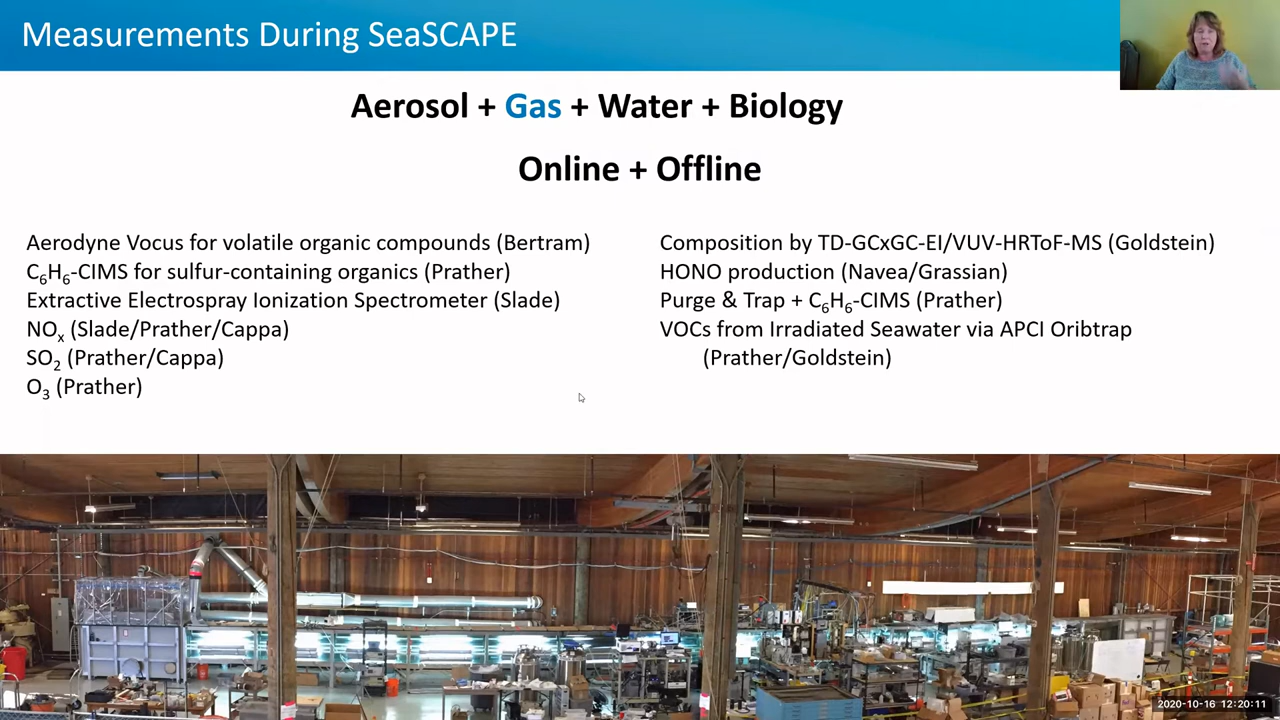 Measurements During SeaSCAPE
Aerosol + Gas + Water + Biology
Online + Offline
Aerodyne Vocus for volatile organic compounds (Bertram)
C₆H₆-CIMS for sulfur-containing organics (Prather)
Extractive Electrospray Ionization Spectrometer (Slade)
NOₓ (Slade/Prather/Cappa)
SO₂ (Prather/Cappa)
O₃ (Prather)
Composition by TD-GCxGC-EI/VUV-HRToF-MS (Goldstein)
HONO production (Navea/Grassian)
Purge & Trap + C₆H₆-CIMS (Prather)
VOCs from Irradiated Seawater via APCI Oribtrap
(Prather/Goldstein)
2020-10-16 12:20:11